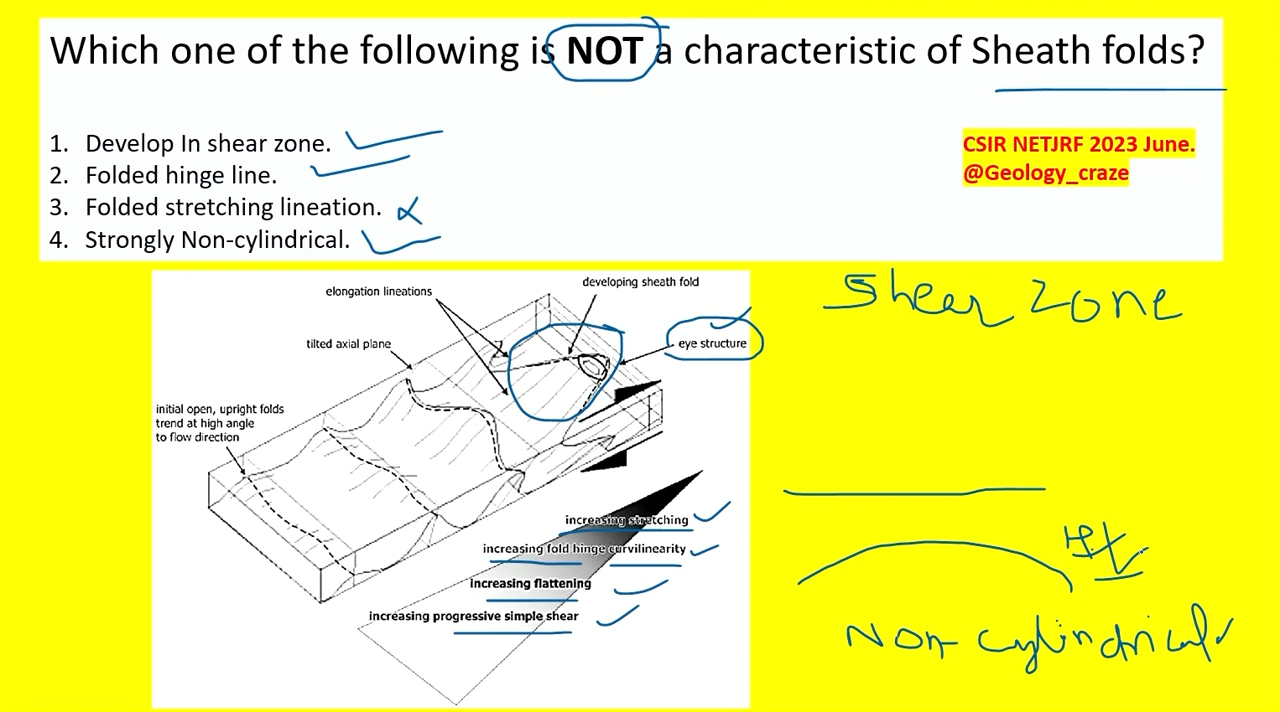 Which one of the following is NOT a characteristic of Sheath folds?
1. Develop In shear zone.
2. Folded hinge line.
3. Folded stretching lineation.
4. Strongly Non-cylindrical.
CSIR NETJRF 2023 June.
@Geology_craze
elongation lineations
developing sheath fold
tilted axial plane
eye structure
initial open, upright folds
trend at high angle
to flow direction
increasing stretching
increasing fold hinge curvilinearity
increasing flattening
increasing progressive simple shear
Shear Zone
Non cylindrical